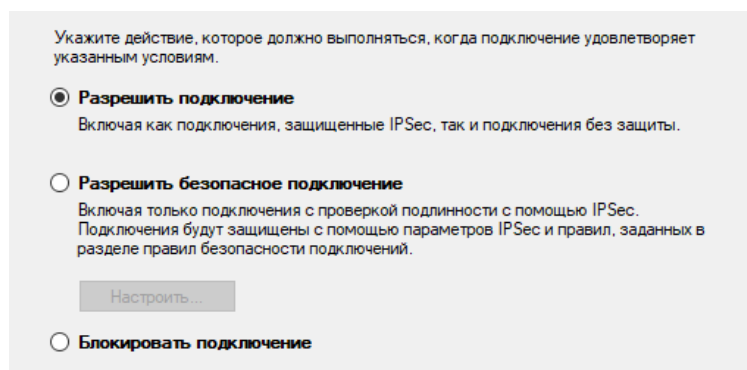 Укажите действие, которое должно выполняться, когда подключение удовлетворяет
указанным условиям.
Разрешить подключение
Включая как подключения, защищенные IPSec, так и подключения без защиты.
Разрешить безопасное подключение
Включая только подключения с проверкой подлинности с помощью IPSec.
Подключения будут защищены с помощью параметров IPSec и правил, заданных в
разделе правил безопасности подключений.
Настроить...
Блокировать подключение